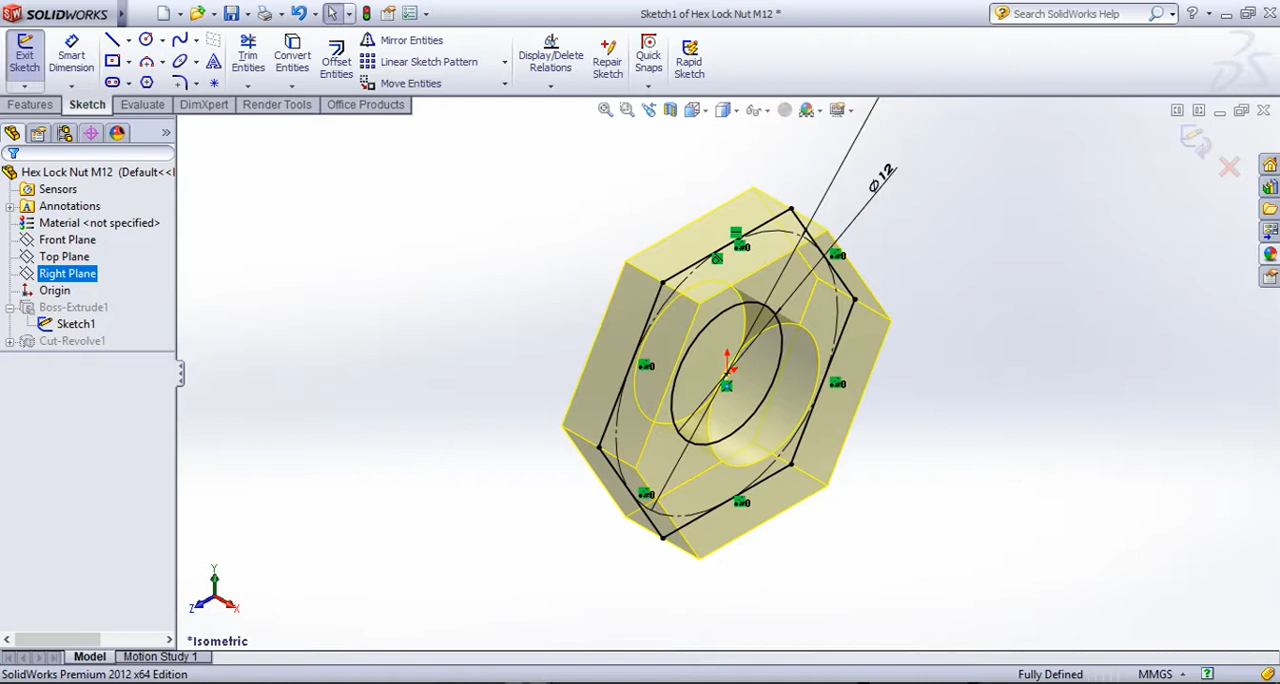 SOLIDWORKS
Sketch1 of Hex Lock Nut M12 *
Search SolidWorks Help
Exit Sketch
Smart Dimension
Trim Entities
Convert Entities
Offset Entities
Mirror Entities
Linear Sketch Pattern
Move Entities
Display/Delete Relations
Repair Sketch
Quick Snaps
Rapid Sketch
Features
Sketch
Evaluate
DimXpert
Render Tools
Office Products
Hex Lock Nut M12 (Default<<
Sensors
Annotations
Material <not specified>
Front Plane
Top Plane
Right Plane
Origin
Boss-Extrude1
Sketch1
Cut-Revolve1
Ø12
Y
Z
X
*Isometric
Model
Motion Study 1
SolidWorks Premium 2012 x64 Edition
Fully Defined
MMGS